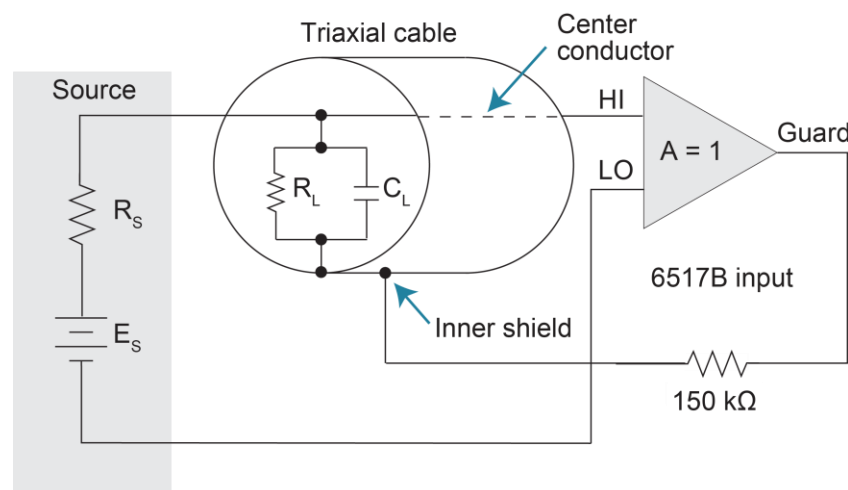 Triaxial cable
Center
conductor
Source
HI
Guard
A = 1
LO
R_L
C_L
R_S
6517B input
E_S
Inner shield
150 kΩ